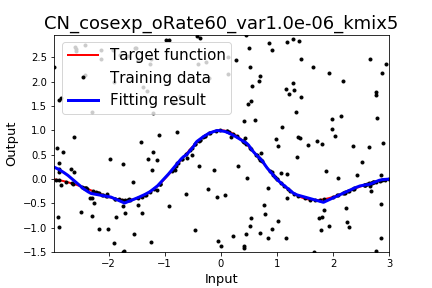 CN_cosexp_oRate60_var1.0e-06_kmix5
Target function
Training data
Fitting result
2.5
2.0
1.5
1.0
0.5
0.0
−0.5
−1.0
−1.5
Output
−2
−1
0
1
2
3
Input